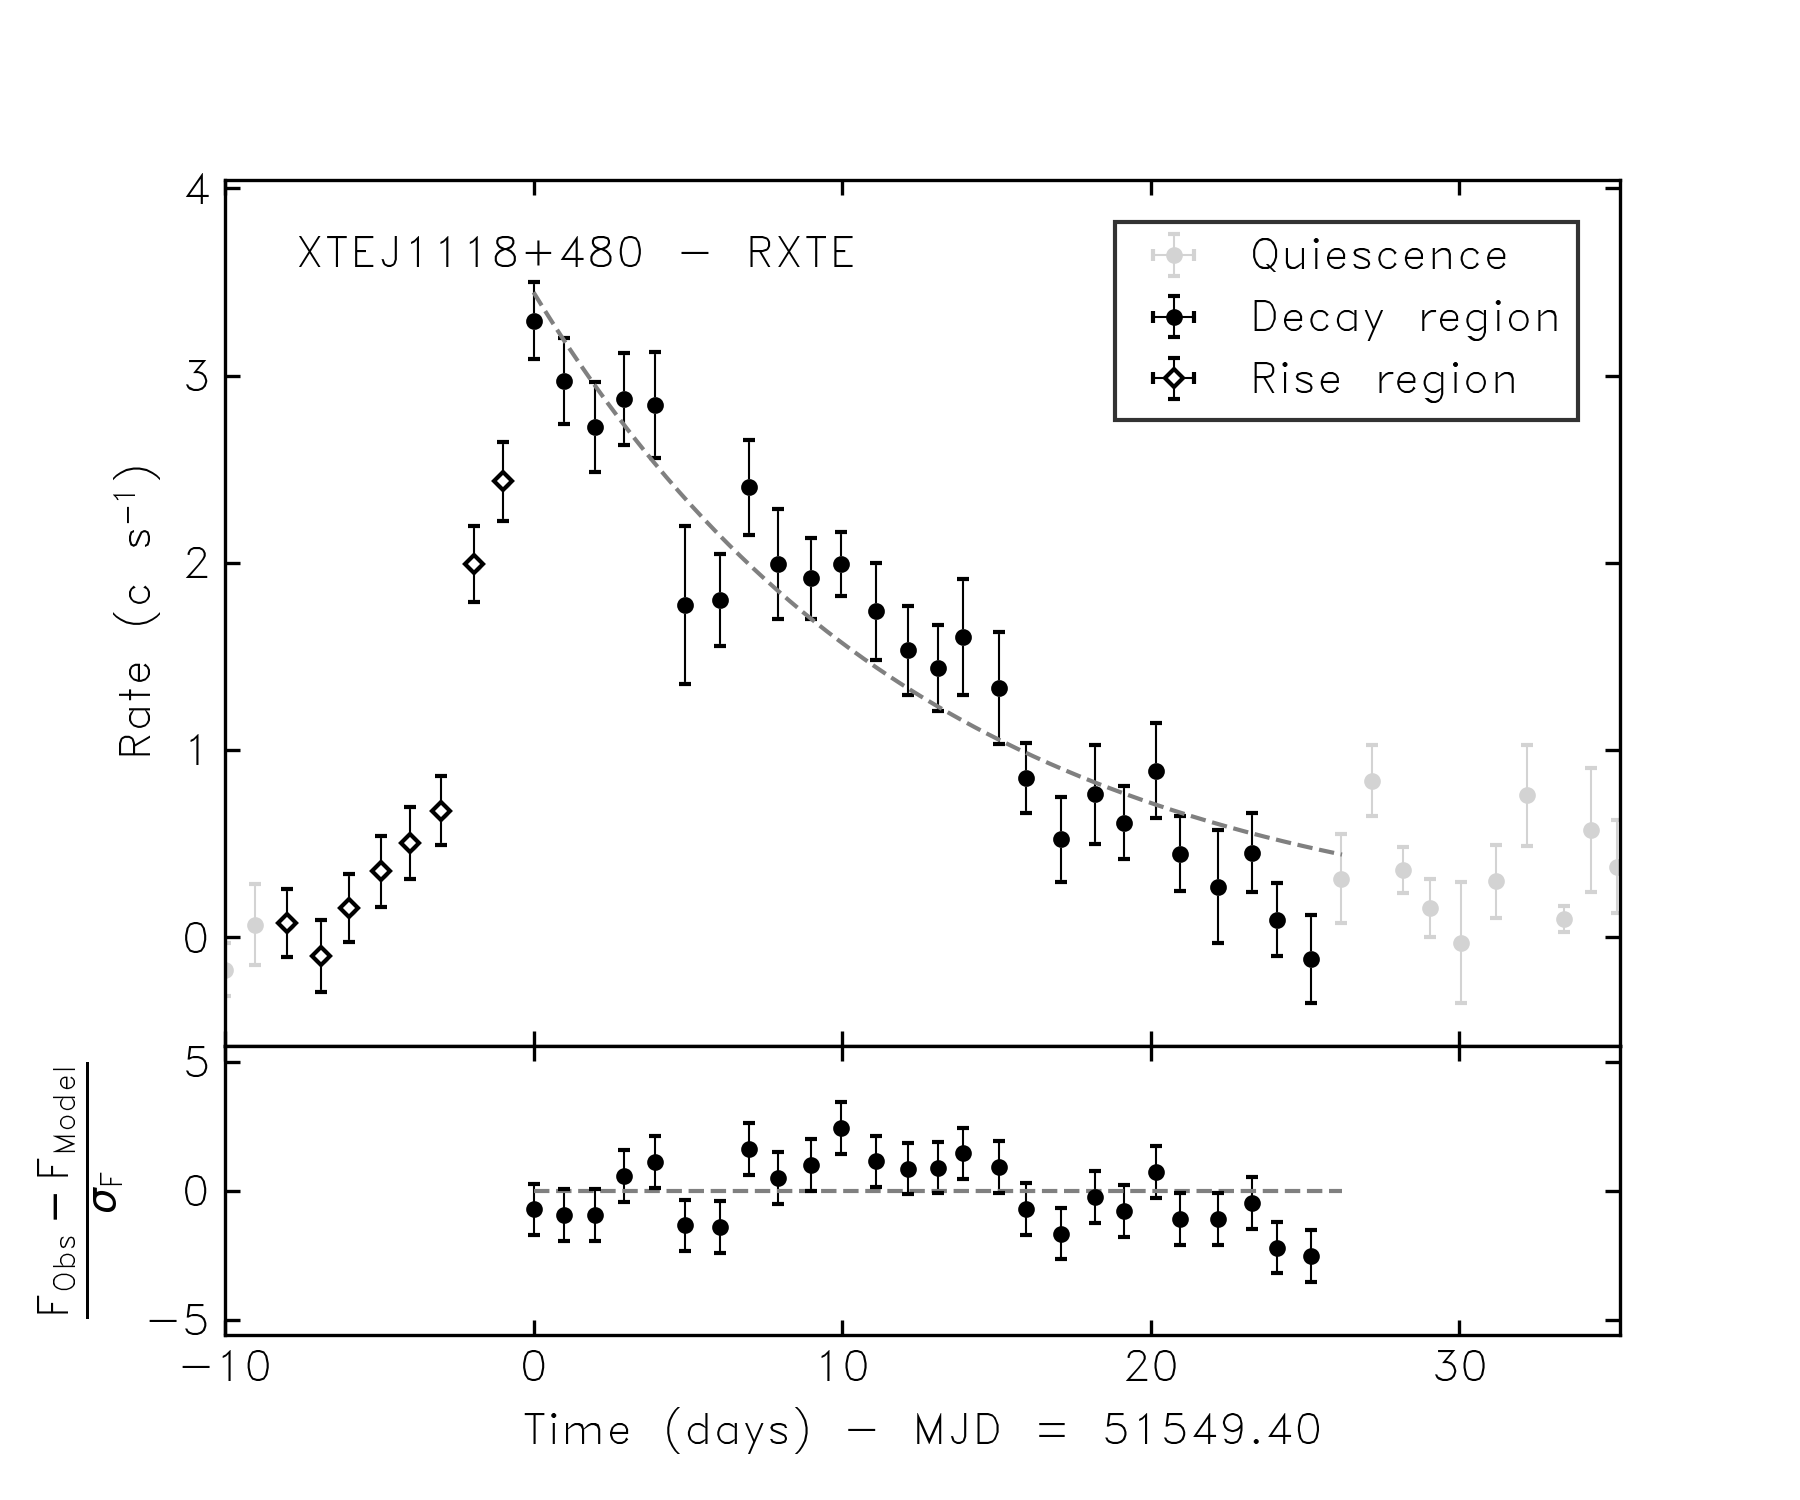 XTEJ1118+480 − RXTE
Quiescence
Decay region
Rise region
4
3
2
1
0
Rate (c s⁻¹)
5
0
−5
F_Obs − F_Model
σ_F
−10 0 10 20 30
Time (days) − MJD = 51549.40